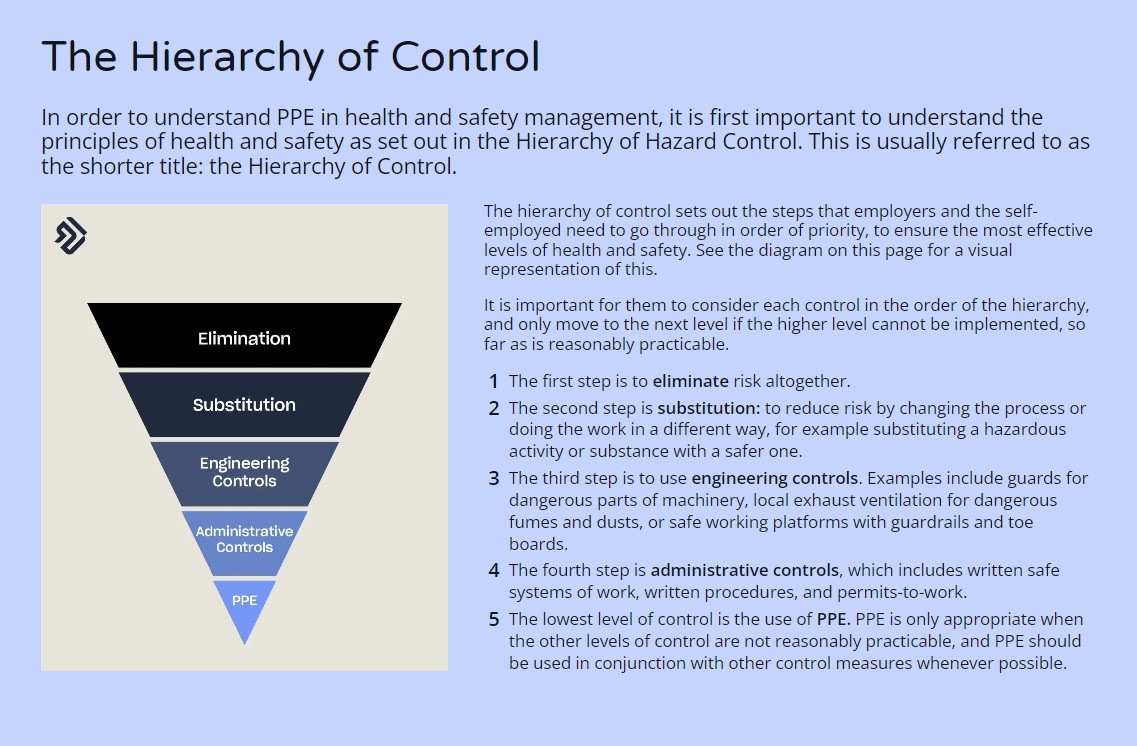 The Hierarchy of Control
In order to understand PPE in health and safety management, it is first important to understand the
principles of health and safety as set out in the Hierarchy of Hazard Control. This is usually referred to as
the shorter title: the Hierarchy of Control.
Elimination
Substitution
Engineering
Controls
Administrative
Controls
PPE
The hierarchy of control sets out the steps that employers and the self-
employed need to go through in order of priority, to ensure the most effective
levels of health and safety. See the diagram on this page for a visual
representation of this.
It is important for them to consider each control in the order of the hierarchy,
and only move to the next level if the higher level cannot be implemented, so
far as is reasonably practicable.
1 The first step is to eliminate risk altogether.
2 The second step is substitution: to reduce risk by changing the process or
doing the work in a different way, for example substituting a hazardous
activity or substance with a safer one.
3 The third step is to use engineering controls. Examples include guards for
dangerous parts of machinery, local exhaust ventilation for dangerous
fumes and dusts, or safe working platforms with guardrails and toe
boards.
4 The fourth step is administrative controls, which includes written safe
systems of work, written procedures, and permits-to-work.
5 The lowest level of control is the use of PPE. PPE is only appropriate when
the other levels of control are not reasonably practicable, and PPE should
be used in conjunction with other control measures whenever possible.